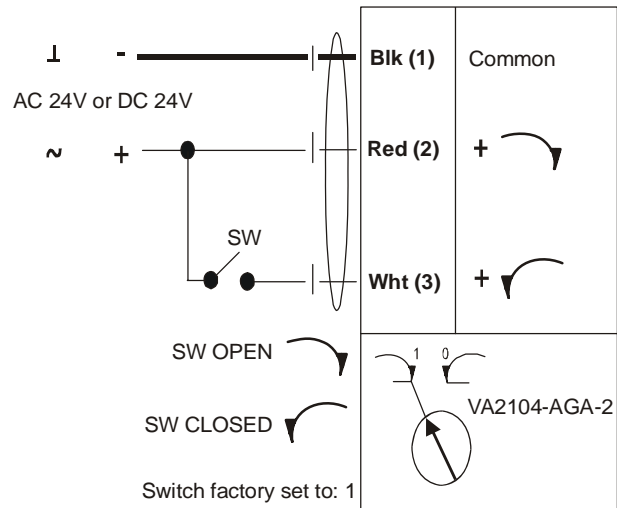 ⊥ - Blk (1) Common
AC 24V or DC 24V
~ + Red (2) +
SW
Wht (3) +
SW OPEN
1 0
VA2104-AGA-2
SW CLOSED
Switch factory set to: 1